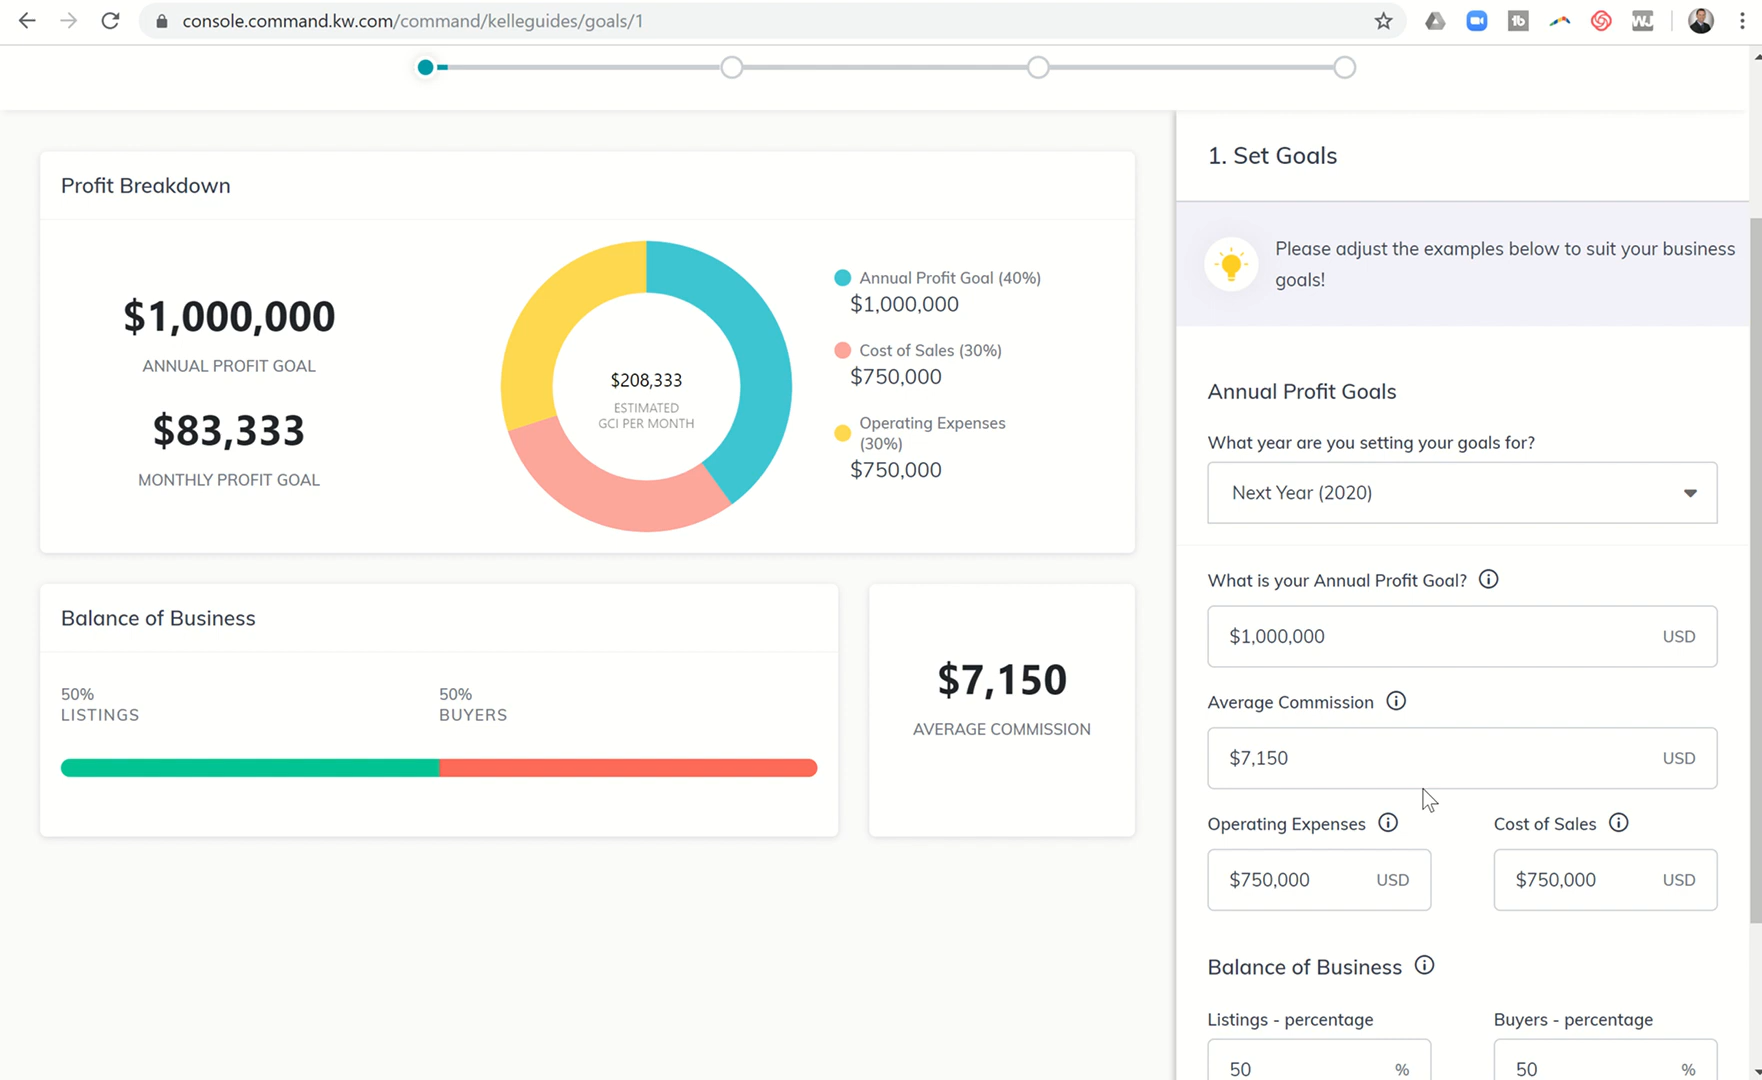 console.command.kw.com/command/kelleguides/goals/1
Profit Breakdown
$1,000,000
ANNUAL PROFIT GOAL
$83,333
MONTHLY PROFIT GOAL
$208,333
ESTIMATED
GCI PER MONTH
Annual Profit Goal (40%)
$1,000,000
Cost of Sales (30%)
$750,000
Operating Expenses
(30%)
$750,000
Balance of Business
50%
LISTINGS
50%
BUYERS
$7,150
AVERAGE COMMISSION
1. Set Goals
Please adjust the examples below to suit your business
goals!
Annual Profit Goals
What year are you setting your goals for?
Next Year (2020)
What is your Annual Profit Goal?
$1,000,000 USD
Average Commission
$7,150 USD
Operating Expenses
$750,000 USD
Cost of Sales
$750,000 USD
Balance of Business
Listings - percentage
50 %
Buyers - percentage
50 %